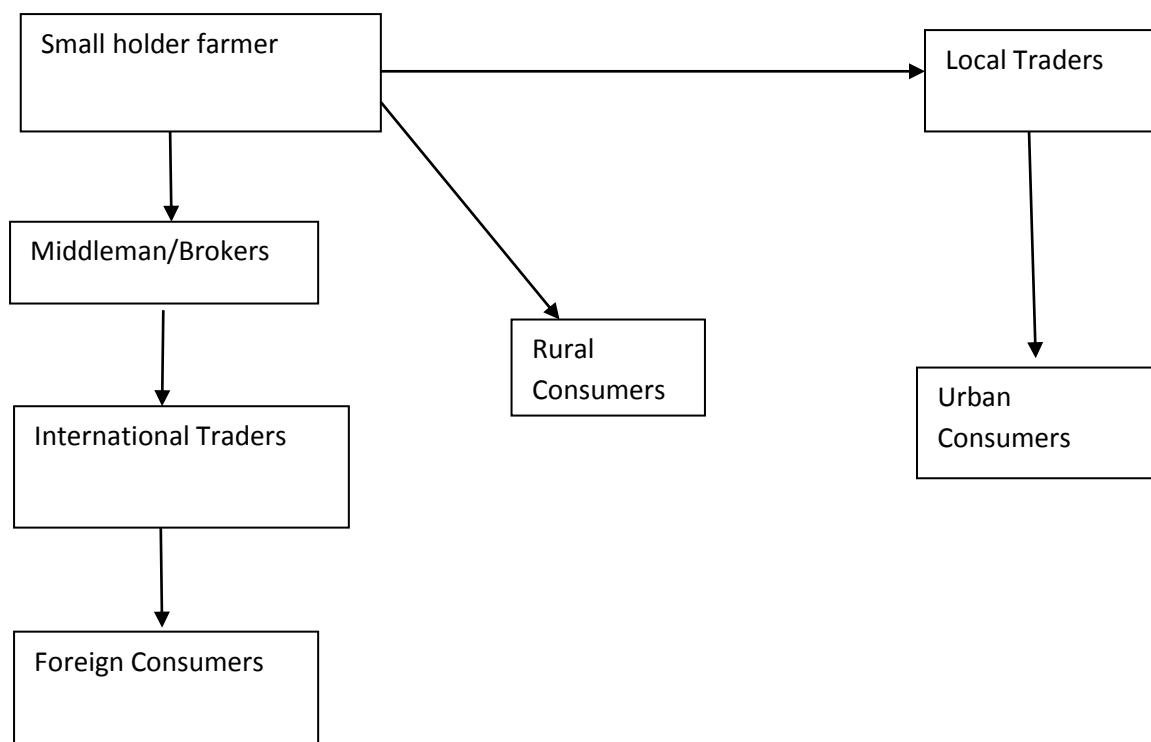 Small holder farmer
Local Traders
Middleman/Brokers
Rural
Consumers
Urban
Consumers
International Traders
Foreign Consumers